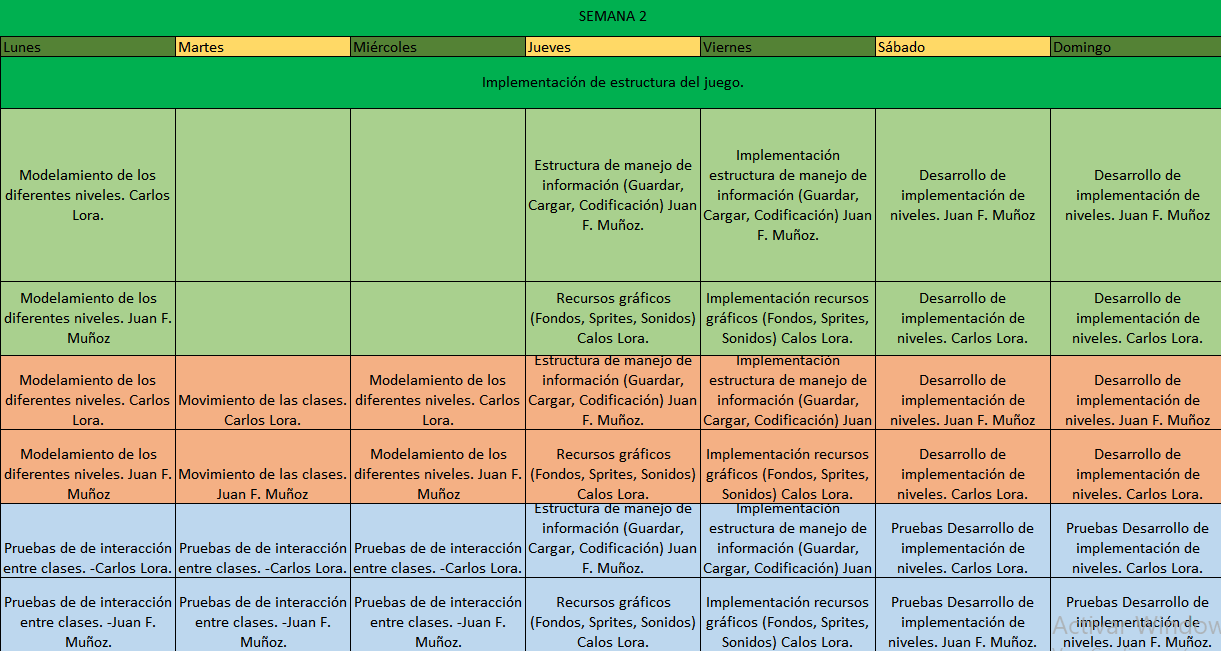 SEMANA 2
Lunes
Martes
Miércoles
Jueves
Viernes
Sábado
Domingo
Implementación de estructura del juego.
Modelamiento de los
diferentes niveles. Carlos
Lora.
Estructura de manejo de
información (Guardar,
Cargar, Codificación) Juan
F. Muñoz.
Implementación
estructura de manejo de
información (Guardar,
Cargar, Codificación) Juan
F. Muñoz.
Desarrollo de
implementación de
niveles. Juan F. Muñoz
Desarrollo de
implementación de
niveles. Juan F. Muñoz
Modelamiento de los
diferentes niveles. Juan F.
Muñoz
Recursos gráficos
(Fondos, Sprites, Sonidos)
Calos Lora.
Implementación recursos
gráficos (Fondos, Sprites,
Sonidos) Calos Lora.
Desarrollo de
implementación de
niveles. Carlos Lora.
Desarrollo de
implementación de
niveles. Carlos Lora.
Modelamiento de los
diferentes niveles. Carlos
Lora.
Movimiento de las clases.
Carlos Lora.
Modelamiento de los
diferentes niveles. Carlos
Lora.
Estructura de manejo de
información (Guardar,
Cargar, Codificación) Juan
F. Muñoz.
Implementación
estructura de manejo de
información (Guardar,
Cargar, Codificación) Juan
Desarrollo de
implementación de
niveles. Juan F. Muñoz
Desarrollo de
implementación de
niveles. Juan F. Muñoz
Modelamiento de los
diferentes niveles. Juan F.
Muñoz
Movimiento de las clases.
Juan F. Muñoz
Modelamiento de los
diferentes niveles. Juan F.
Muñoz
Recursos gráficos
(Fondos, Sprites, Sonidos)
Calos Lora.
Implementación recursos
gráficos (Fondos, Sprites,
Sonidos) Calos Lora.
Desarrollo de
implementación de
niveles. Carlos Lora.
Desarrollo de
implementación de
niveles. Carlos Lora.
Pruebas de de interacción
entre clases. -Carlos Lora.
Pruebas de de interacción
entre clases. -Carlos Lora.
Pruebas de de interacción
entre clases. -Carlos Lora.
Estructura de manejo de
información (Guardar,
Cargar, Codificación) Juan
F. Muñoz.
Implementación
estructura de manejo de
información (Guardar,
Cargar, Codificación) Juan
Pruebas Desarrollo de
implementación de
niveles. Carlos Lora.
Pruebas Desarrollo de
implementación de
niveles. Carlos Lora.
Pruebas de de interacción
entre clases. -Juan F.
Muñoz.
Pruebas de de interacción
entre clases. -Juan F.
Muñoz.
Pruebas de de interacción
entre clases. -Juan F.
Muñoz.
Recursos gráficos
(Fondos, Sprites, Sonidos)
Calos Lora.
Implementación recursos
gráficos (Fondos, Sprites,
Sonidos) Calos Lora.
Pruebas Desarrollo de
implementación de
niveles. Juan F. Muñoz.
Pruebas Desarrollo de
implementación de
niveles. Juan F. Muñoz.
Activar Window